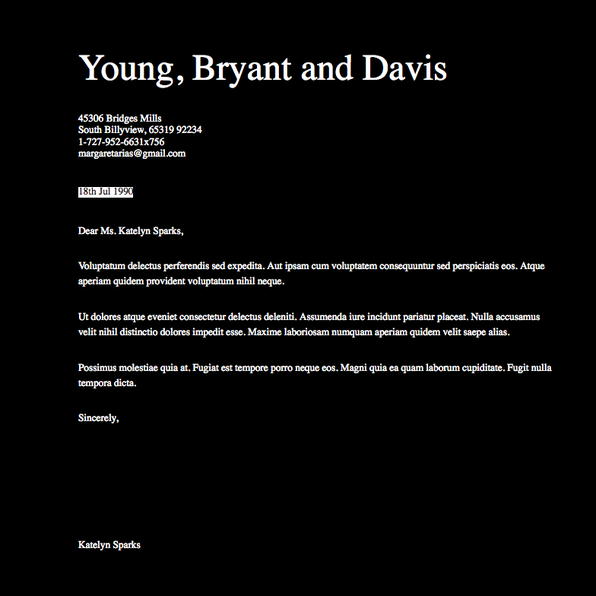 Young, Bryant and Davis
45306 Bridges Mills
South Billyview, 65319 92234
1-727-952-6631x756
margaretarias@gmail.com
18th Jul 1990
Dear Ms. Katelyn Sparks,
Voluptatum delectus perferendis sed expedita. Aut ipsam cum voluptatem consequuntur sed perspiciatis eos. Atque
aperiam quidem provident voluptatum nihil neque.
Ut dolores atque eveniet consectetur delectus deleniti. Assumenda iure incidunt pariatur placeat. Nulla accusamus
velit nihil distinctio dolores impedit esse. Maxime laboriosam numquam aperiam quidem velit saepe alias.
Possimus molestiae quia at. Fugiat est tempore porro neque eos. Magni quia ea quam laborum cupiditate. Fugit nulla
tempora dicta.
Sincerely,
Katelyn Sparks